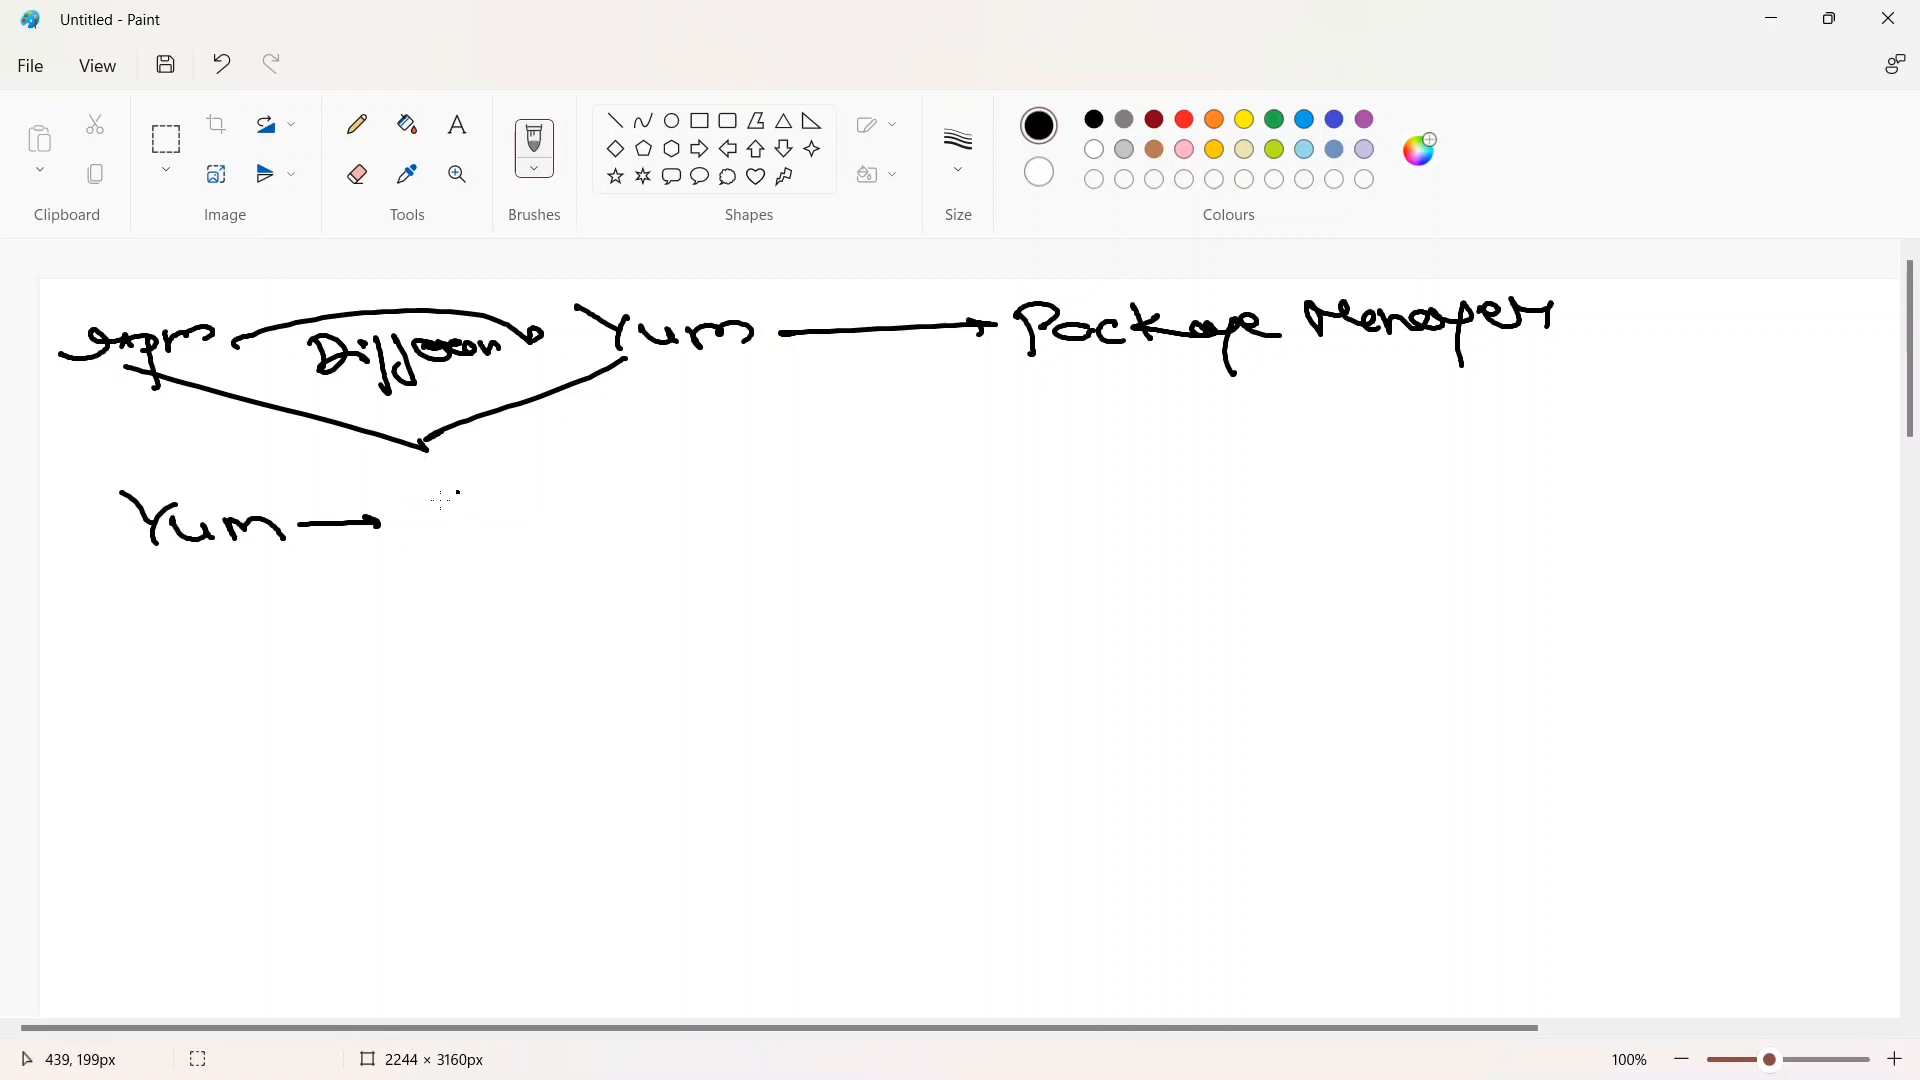 Untitled - Paint
File View
Clipboard Image Tools Brushes Shapes Size Colours
Yum Package Manager
Yum
439, 199px 2244 × 3160px 100%